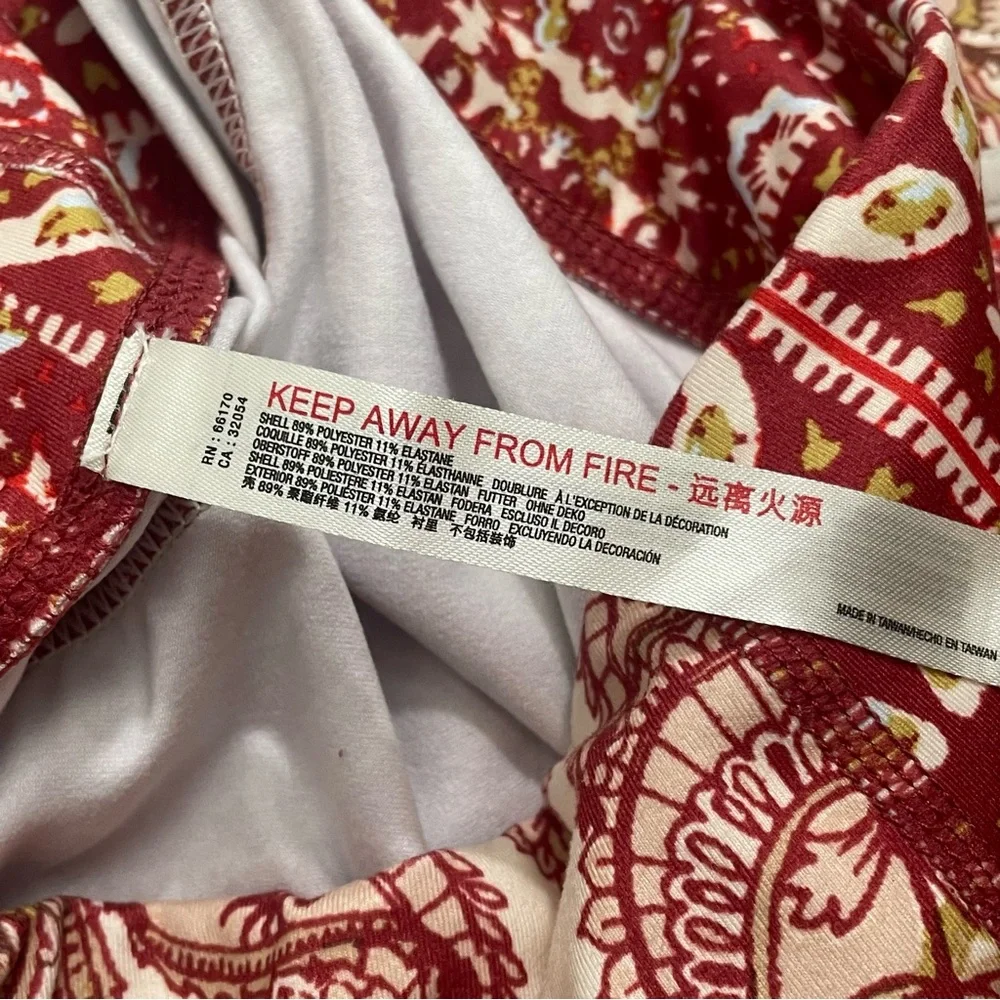 RN : 66170
CA : 32054
KEEP AWAY FROM FIRE - 远离火源
SHELL 89% POLYESTER 11% ELASTANE
COQUILLE 89% POLYESTER 11% ÉLASTHANNE DOUBLURE À L'EXCEPTION DE LA DÉCORATION
OBERSTOFF 89% POLYESTER 11% ELASTAN FUTTER OHNE DEKO
SHELL 89% POLIESTERE 11% ELASTAN FODERA ESCLUSO IL DECORO
EXTERIOR 89% POLIÉSTER 11% ELASTANE FORRO EXCLUYENDO LA DECORACIÓN
壳 89% 聚酯纤维 11% 氨纶 衬里 不包括装饰
MADE IN TAIWAN/HECHO EN TAIWAN